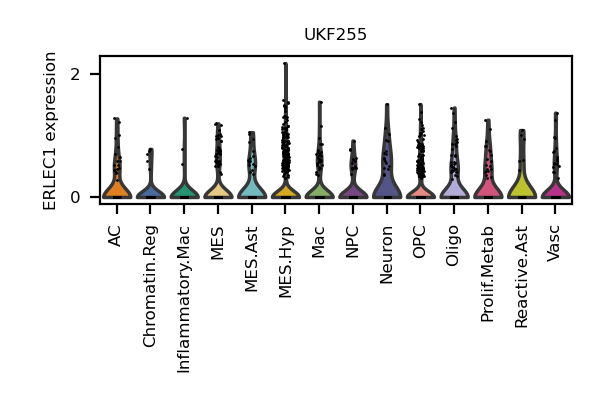 UKF255
ERLEC1 expression
2
0
AC
Chromatin.Reg
Inflammatory.Mac
MES
MES.Ast
MES.Hyp
Mac
NPC
Neuron
OPC
Oligo
Prolif.Metab
Reactive.Ast
Vasc